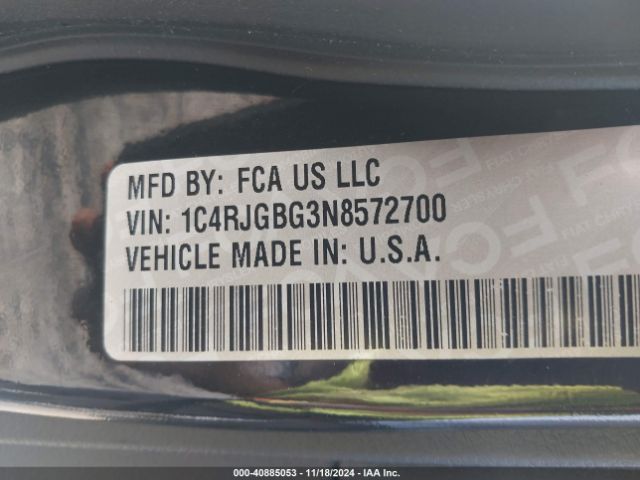 MFD BY: FCA US LLC
VIN: 1C4RJGBG3N8572700
VEHICLE MADE IN: U.S.A.
000-40885053 - 11/18/2024 - IAA Inc.